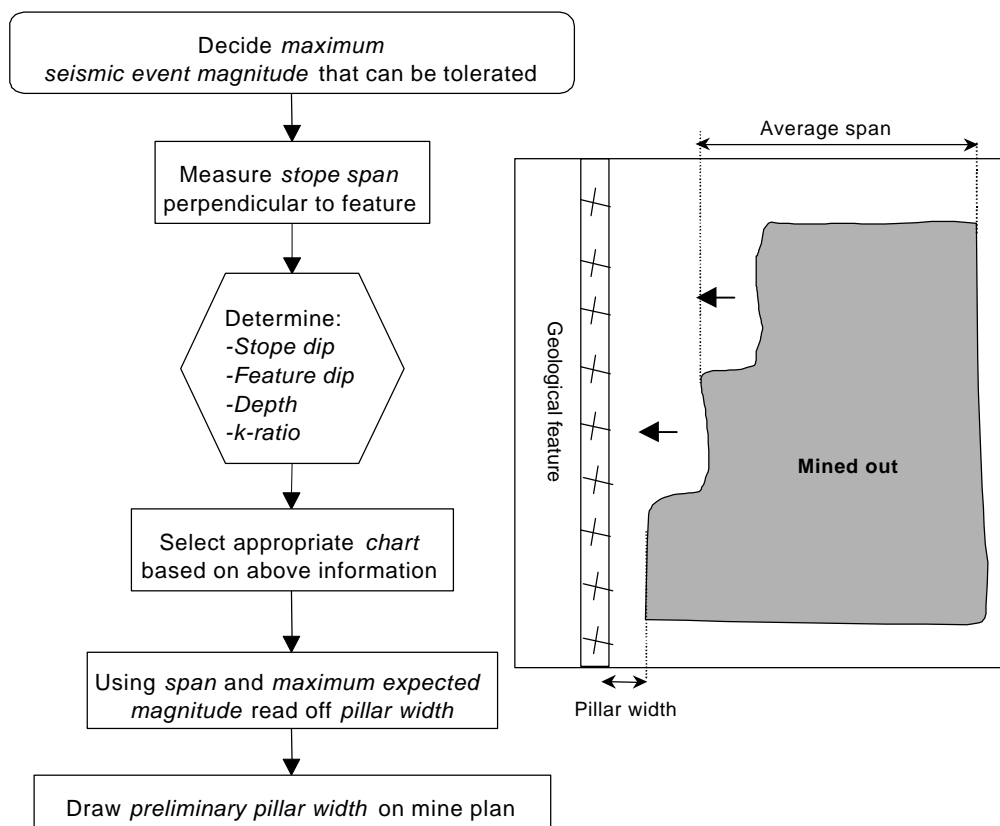 Decide maximum
seismic event magnitude that can be tolerated
Measure stope span
perpendicular to feature
Determine:
-Stope dip
-Feature dip
-Depth
-k-ratio
Select appropriate chart
based on above information
Using span and maximum expected
magnitude read off pillar width
Draw preliminary pillar width on mine plan
Average span
Geological feature
Mined out
Pillar width